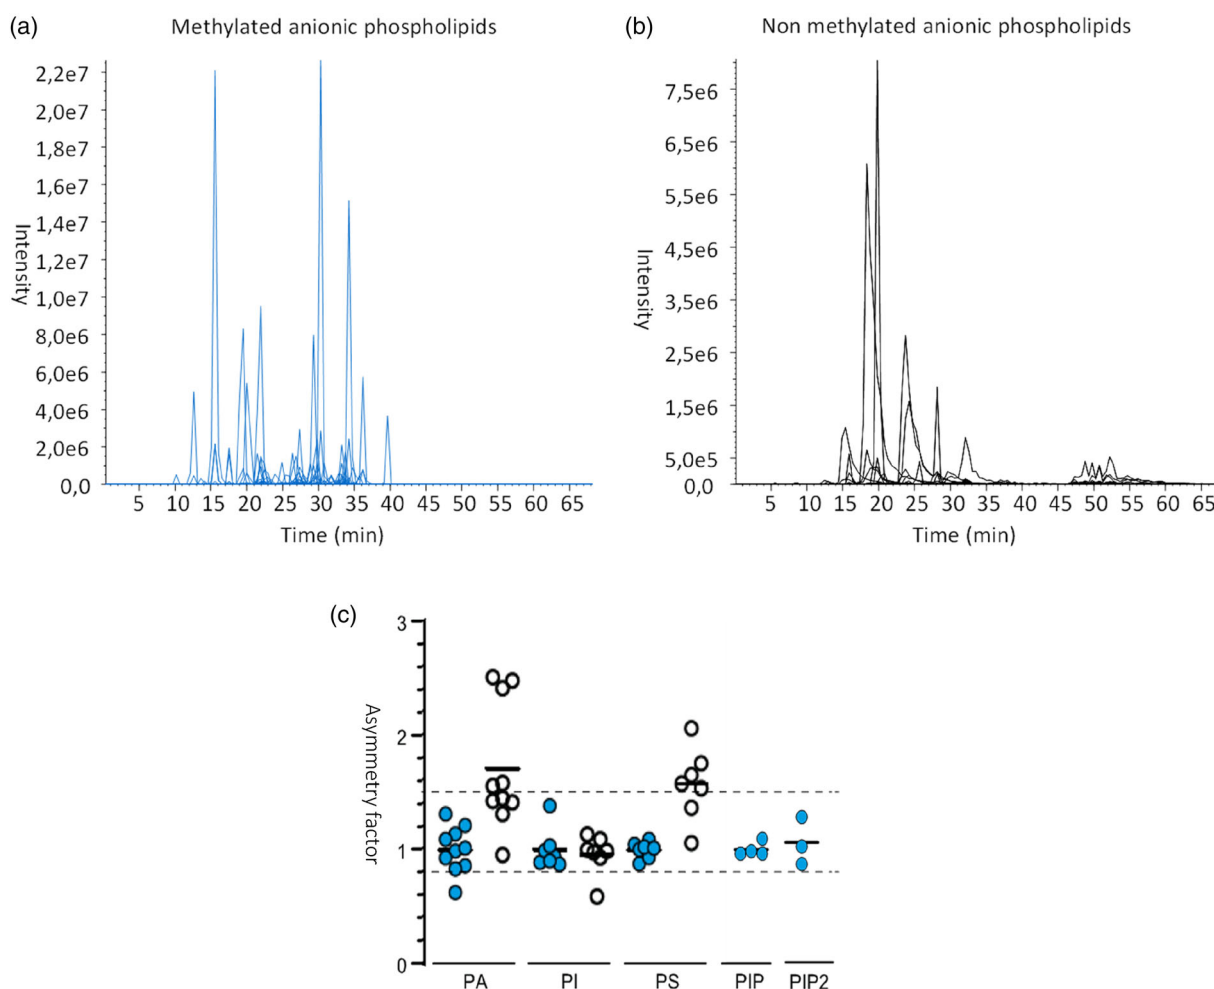 (a)
Methylated anionic phospholipids
2,2e7
2,0e7
1,8e7
1,6e7
1,4e7
1,2e7
1,0e7
8,0e6
6,0e6
4,0e6
2,0e6
0,0
Intensity
5 10 15 20 25 30 35 40 45 50 55 60 65
Time (min)
(b)
Non methylated anionic phospholipids
7,5e6
6,5e6
5,5e6
4,5e6
3,5e6
2,5e6
1,5e6
5,0e6
0,0
Intensity
5 10 15 20 25 30 35 40 45 50 55 60 65
Time (min)
(c)
3
2
1
0
Asymmetry factor
PA PI PS PIP PIP2